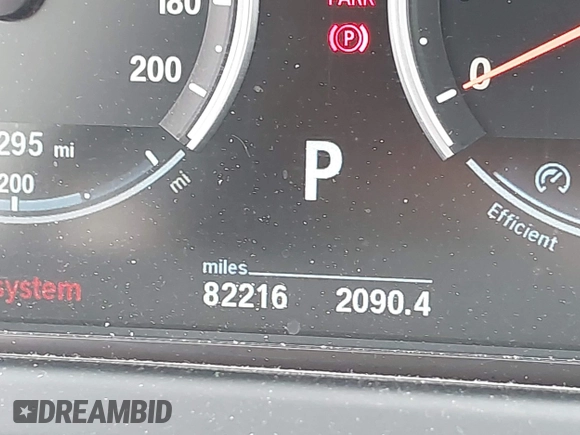 180
PARK
(P)
200
0
295 mi
200
mi
P
Efficient
miles
system
82216 2090.4
DREAMBID